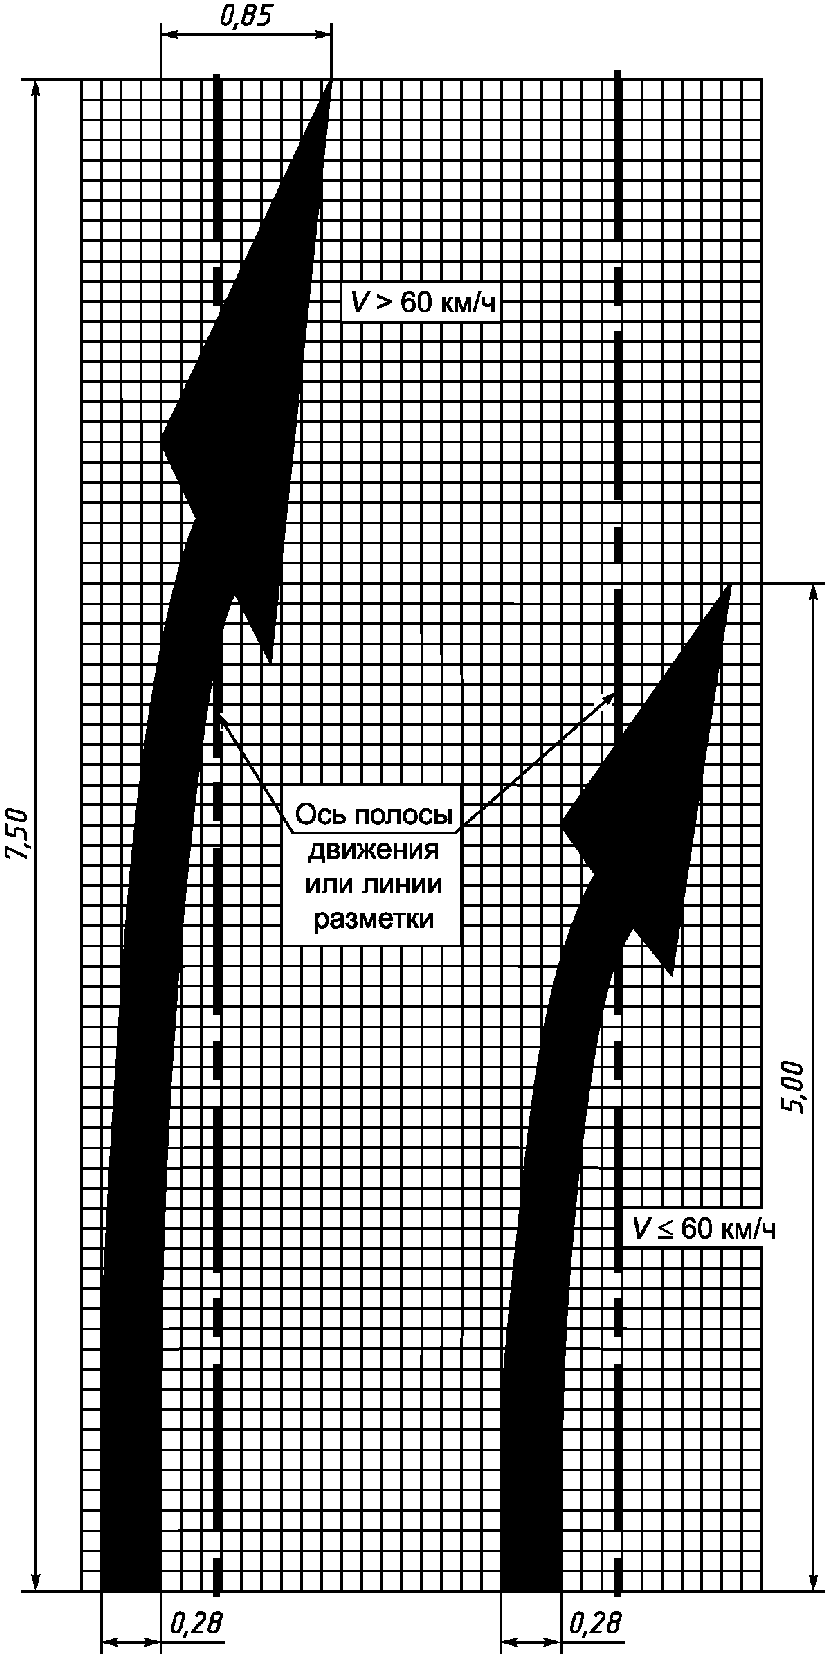 0,85
V > 60 км/ч
7,50
Ось полосы
движения
или линии
разметки
5,00
V ≤ 60 км/ч
0,28
0,28